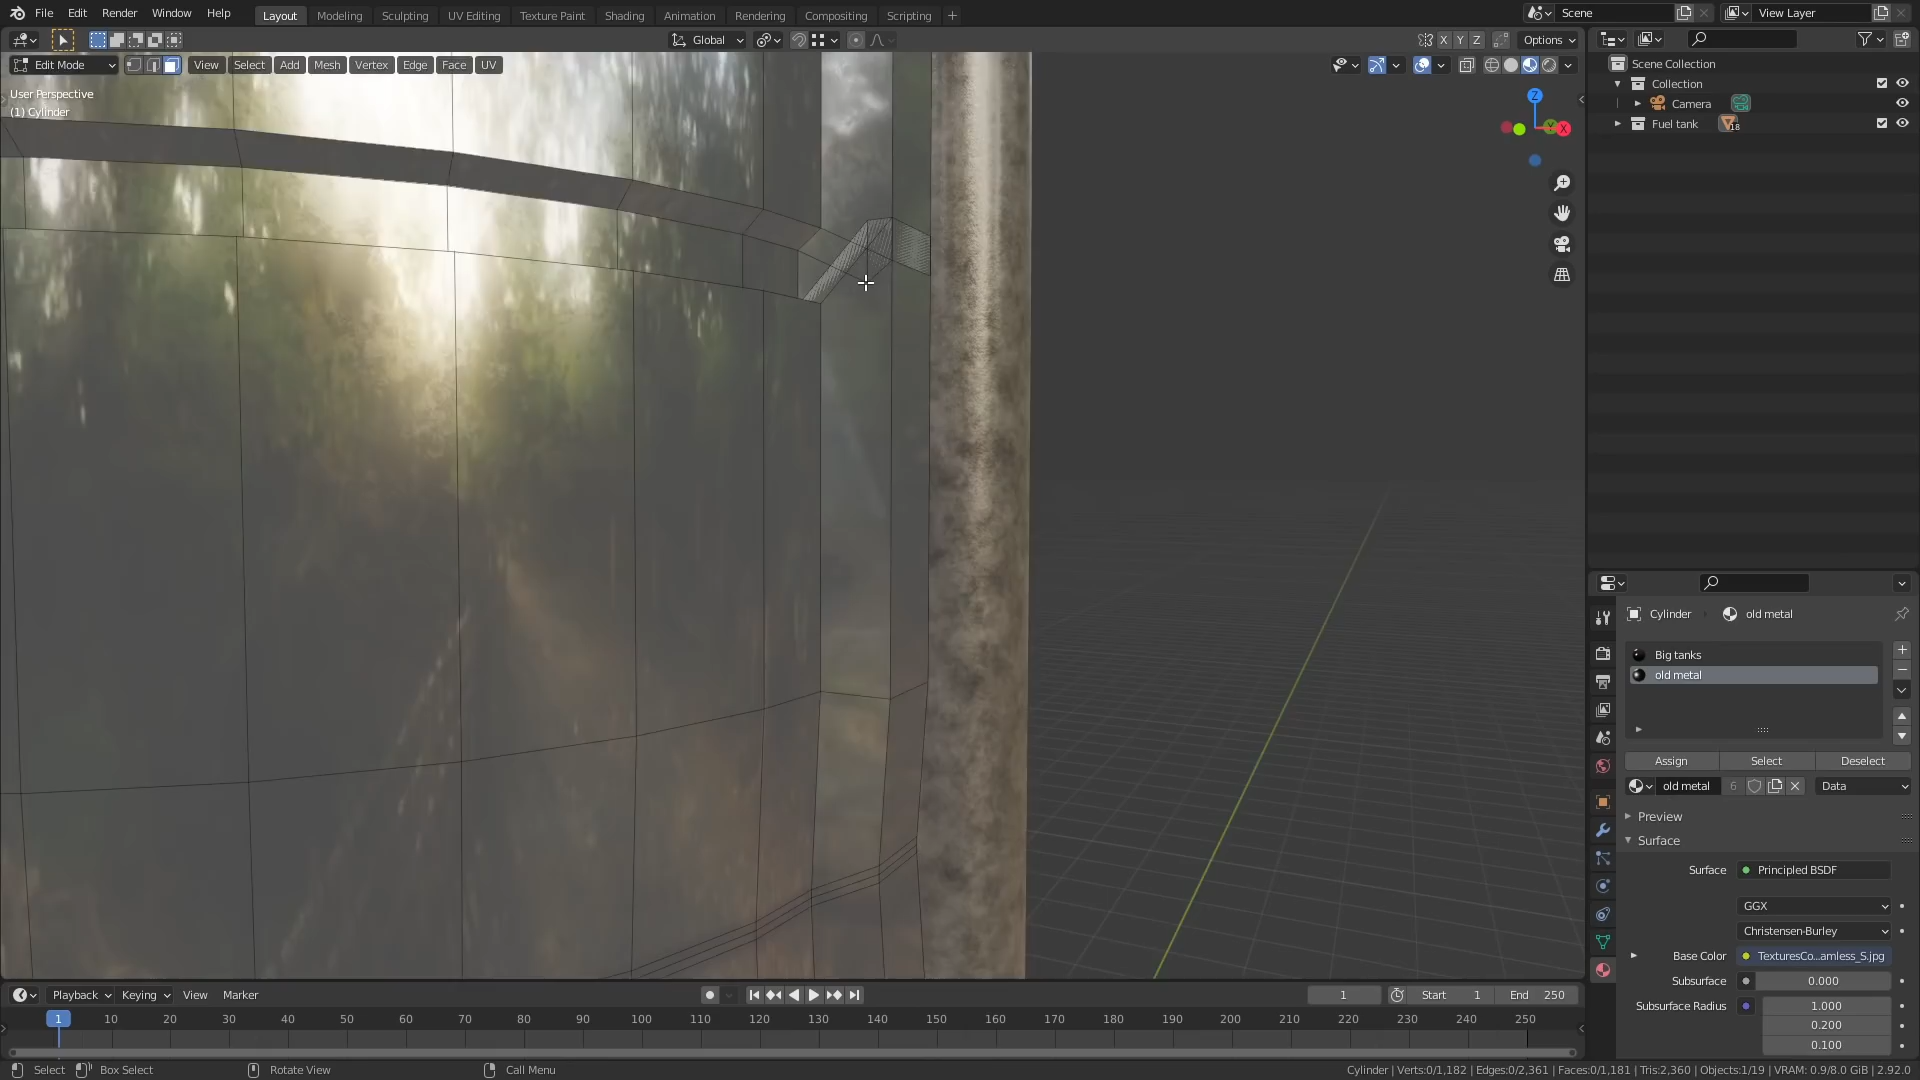 File Edit Render Window Help Layout Modeling Sculpting UV Editing Texture Paint Shading Animation Rendering Compositing Scripting + Scene View Layer
Global X Y Z Options
Edit Mode View Select Add Mesh Vertex Edge Face UV
User Perspective
(1) Cylinder
Z
X
Scene Collection
Collection
Camera
Fuel tank 18
Cylinder old metal
Big tanks
old metal
Assign Select Deselect
old metal 6 Data
Preview
Surface
Surface Principled BSDF
GGX
Christensen-Burley
Base Color TexturesCo...amless_S.jpg
Subsurface 0.000
Subsurface Radius 1.000
0.200
0.100
Playback Keying View Marker 1 Start 1 End 250
1 10 20 30 40 50 60 70 80 90 100 110 120 130 140 150 160 170 180 190 200 210 220 230 240 250
Select Box Select Rotate View Call Menu Cylinder | Verts:0/1,182 | Edges:0/2,361 | Faces:0/1,181 | Tris:2,360 | Objects:1/19 | VRAM: 0.9/8.0 GiB | 2.92.0